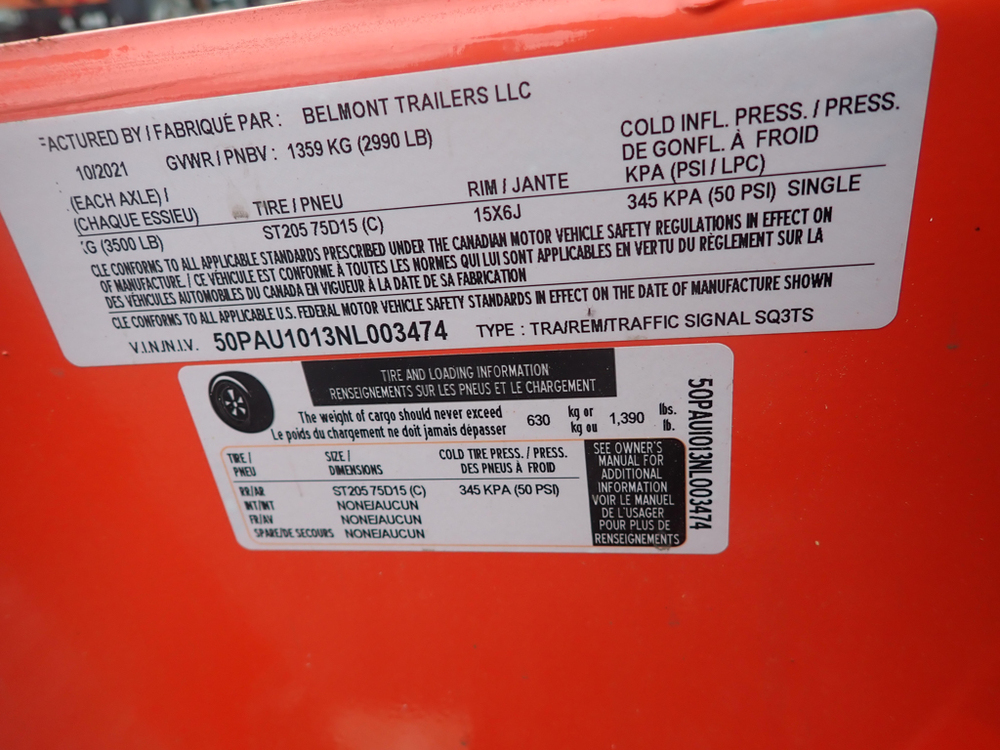 FACTURED BY / FABRIQUÉ PAR : BELMONT TRAILERS LLC
10/2021 GVWR / PNBV : 1359 KG (2990 LB)
COLD INFL. PRESS. / PRESS.
DE GONFL. À FROID
KPA (PSI / LPC)
(EACH AXLE) /
(CHAQUE ESSIEU) TIRE / PNEU RIM / JANTE
KG (3500 LB) ST205 75D15 (C) 15X6J 345 KPA (50 PSI) SINGLE
CLE CONFORMS TO ALL APPLICABLE STANDARDS PRESCRIBED UNDER THE CANADIAN MOTOR VEHICLE SAFETY REGULATIONS IN EFFECT ON
OF MANUFACTURE. / CE VÉHICULE EST CONFORME À TOUTES LES NORMES QUI LUI SONT APPLICABLES EN VERTU DU RÈGLEMENT SUR LA
DES VÉHICULES AUTOMOBILES DU CANADA EN VIGUEUR À LA DATE DE SA FABRICATION
CLE CONFORMS TO ALL APPLICABLE U.S. FEDERAL MOTOR VEHICLE SAFETY STANDARDS IN EFFECT ON THE DATE OF MANUFACTURE SHOWN
V.I.N./N.I.V. 50PAU1013NL003474 TYPE : TRA/REM/TRAFFIC SIGNAL SQ3TS
TIRE AND LOADING INFORMATION
RENSEIGNEMENTS SUR LES PNEUS ET LE CHARGEMENT
The weight of cargo should never exceed 630 kg or 1,390 lbs.
Le poids du chargement ne doit jamais dépasser kg ou lb.
TIRE / SIZE / COLD TIRE PRESS. / PRESS.
PNEU DIMENSIONS DES PNEUS À FROID
RR/AR ST205 75D15 (C) 345 KPA (50 PSI)
INT/INT NONE/AUCUN
FR/AV NONE/AUCUN
SPARE/DE SECOURS NONE/AUCUN
SEE OWNER'S
MANUAL FOR
ADDITIONAL
INFORMATION
VOIR LE MANUEL
DE L'USAGER
POUR PLUS DE
RENSEIGNEMENTS
50PAU1013NL003474